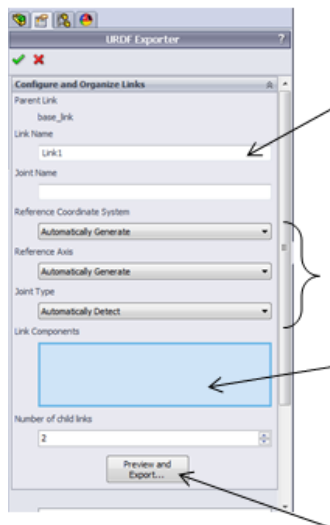 URDF Exporter ?
Configure and Organize Links
Parent Link
base_link
Link Name
Link1
Joint Name
Reference Coordinate System
Automatically Generate
Reference Axis
Automatically Generate
Joint Type
Automatically Detect
Link Components
Number of child links
2
Preview and
Export...